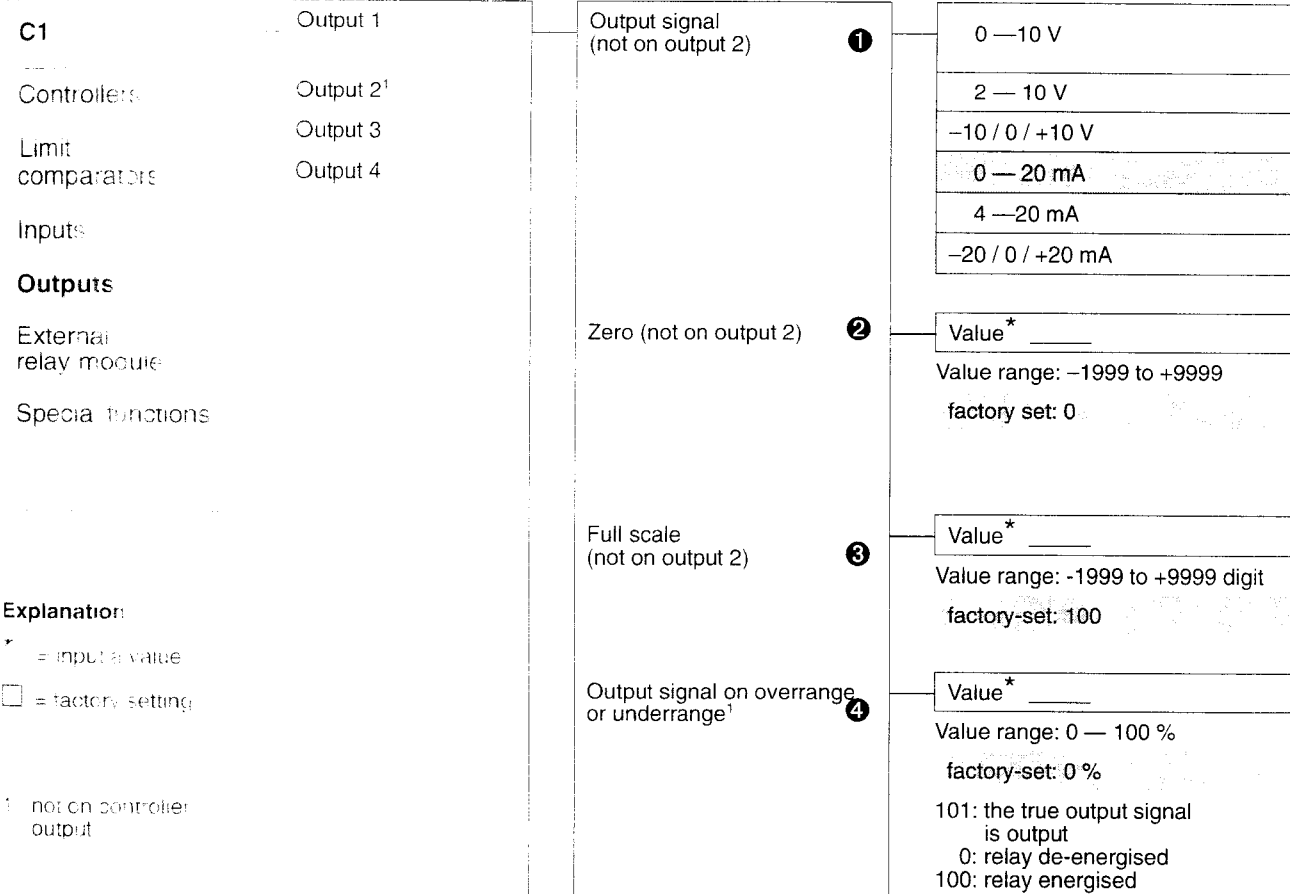 C1
Controllers
Limit
comparators
Inputs
Outputs
External
relay module
Special functions
Explanation
* = input a value
□ = factory setting
1 not on controller
output
Output 1
Output 2¹
Output 3
Output 4
Output signal
(not on output 2) ❶
0 —10 V
2 — 10 V
–10 / 0 / +10 V
0 — 20 mA
4 —20 mA
–20 / 0 / +20 mA
Zero (not on output 2) ❷
Value* _____
Value range: –1999 to +9999
factory set: 0
Full scale
(not on output 2) ❸
Value* _____
Value range: -1999 to +9999 digit
factory-set: 100
Output signal on overrange
or underrange¹ ❹
Value* _____
Value range: 0 — 100 %
factory-set: 0 %
101: the true output signal
is output
0: relay de-energised
100: relay energised